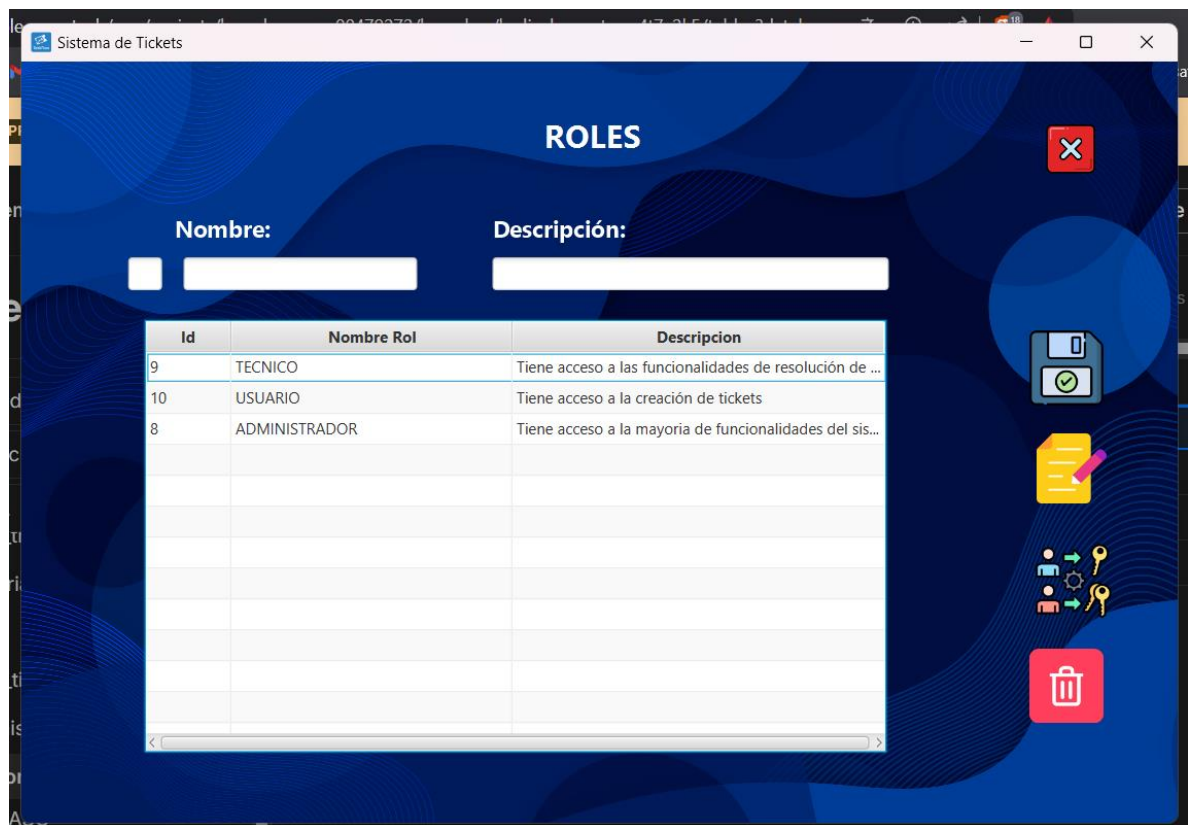 Sistema de Tickets
ROLES
Nombre:
Descripción:
Id Nombre Rol Descripcion
9 TECNICO Tiene acceso a las funcionalidades de resolución de ...
10 USUARIO Tiene acceso a la creación de tickets
8 ADMINISTRADOR Tiene acceso a la mayoria de funcionalidades del sis...
18